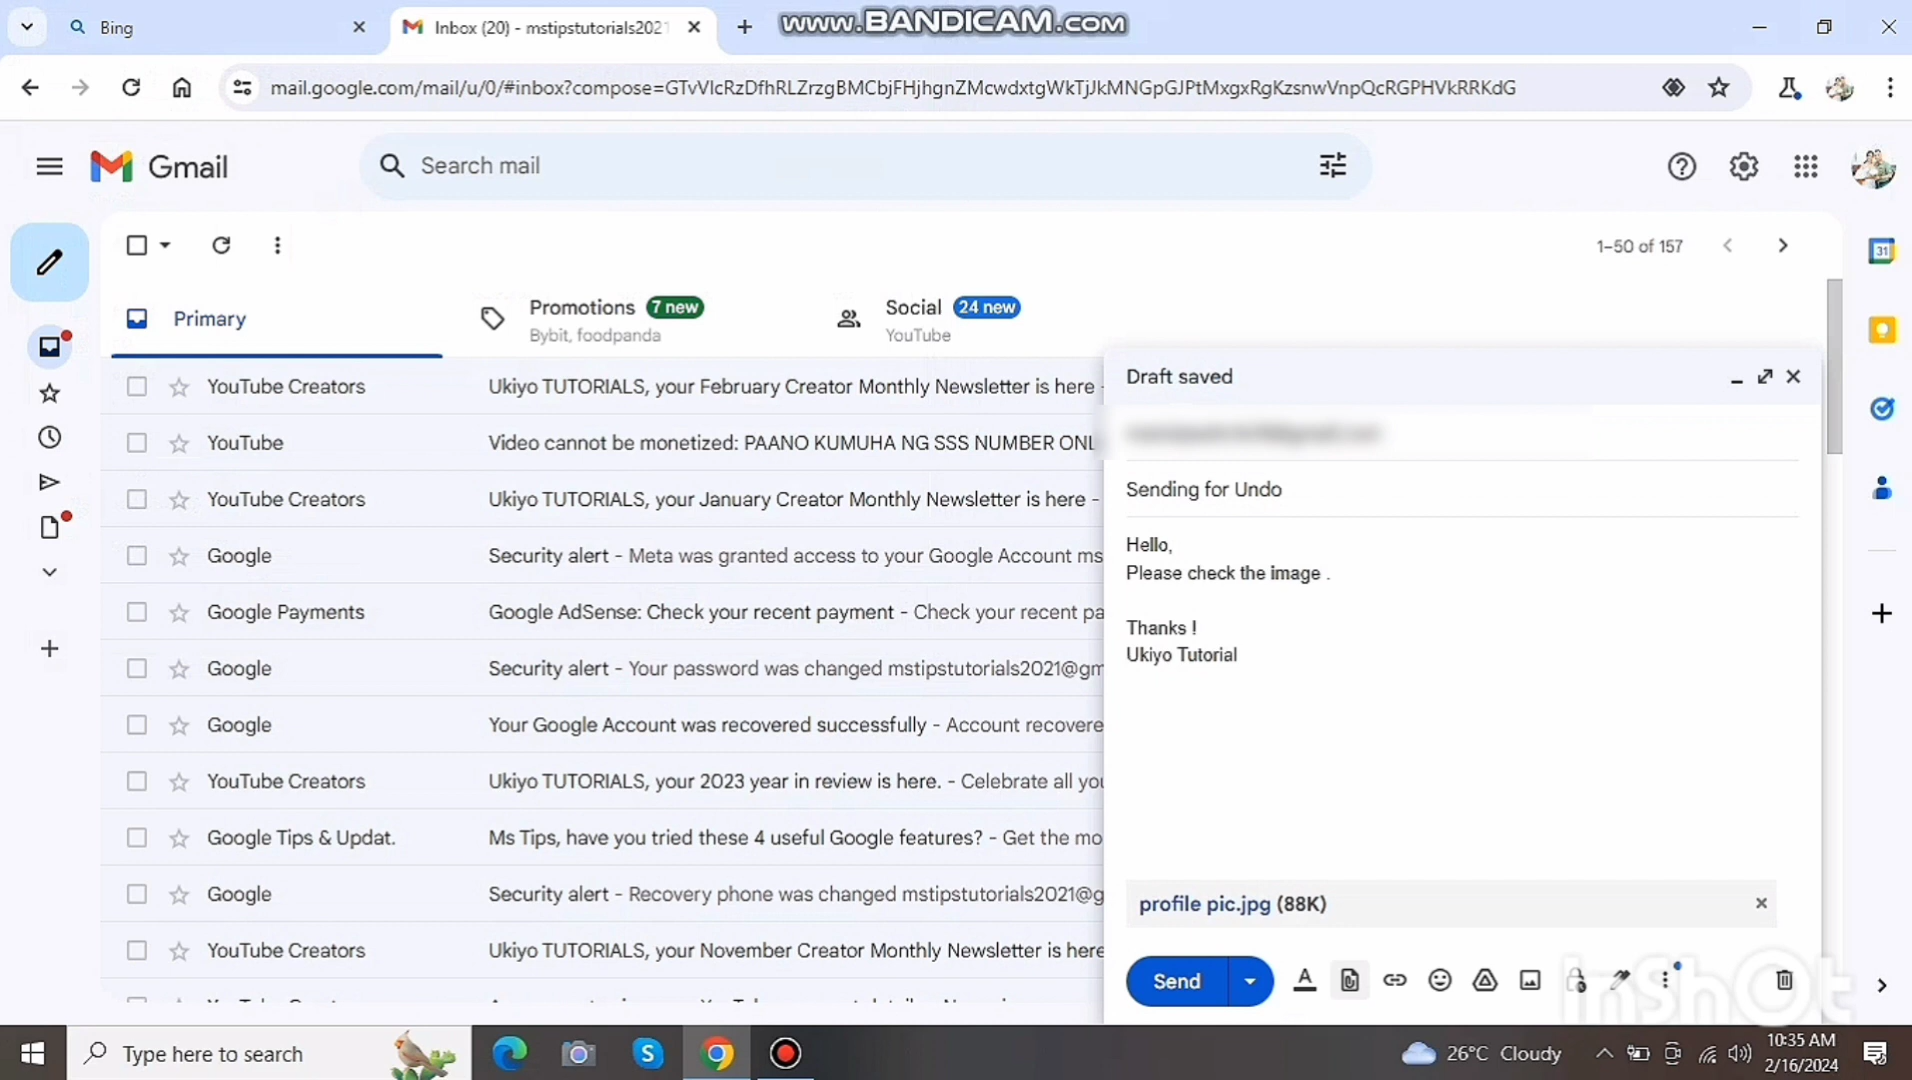 Bing
Inbox (20) - mstipstutorials2021
www.BANDICAM.com
mail.google.com/mail/u/0/#inbox?compose=GTvVlcRzDfhRLZrzgBMCbjFHjhgnZMcwdxtgWkTjJkMNGpGJPtMxgxRgKzsnwVnpQcRGPHVkRRKdG
Gmail
Search mail
1–50 of 157
Primary
Promotions 7 new
Bybit, foodpanda
Social 24 new
YouTube
YouTube Creators Ukiyo TUTORIALS, your February Creator Monthly Newsletter is here -
YouTube Video cannot be monetized: PAANO KUMUHA NG SSS NUMBER ONL
YouTube Creators Ukiyo TUTORIALS, your January Creator Monthly Newsletter is here -
Google Security alert - Meta was granted access to your Google Account ms
Google Payments Google AdSense: Check your recent payment - Check your recent pa
Google Security alert - Your password was changed mstipstutorials2021@gm
Google Your Google Account was recovered successfully - Account recovere
YouTube Creators Ukiyo TUTORIALS, your 2023 year in review is here. - Celebrate all you
Google Tips & Updat. Ms Tips, have you tried these 4 useful Google features? - Get the mo
Google Security alert - Recovery phone was changed mstipstutorials2021@g
YouTube Creators Ukiyo TUTORIALS, your November Creator Monthly Newsletter is here
Draft saved
Sending for Undo
Hello,
Please check the image .
Thanks !
Ukiyo Tutorial
profile pic.jpg (88K)
Send
InShOt
31
Type here to search
26°C Cloudy
10:35 AM
2/16/2024